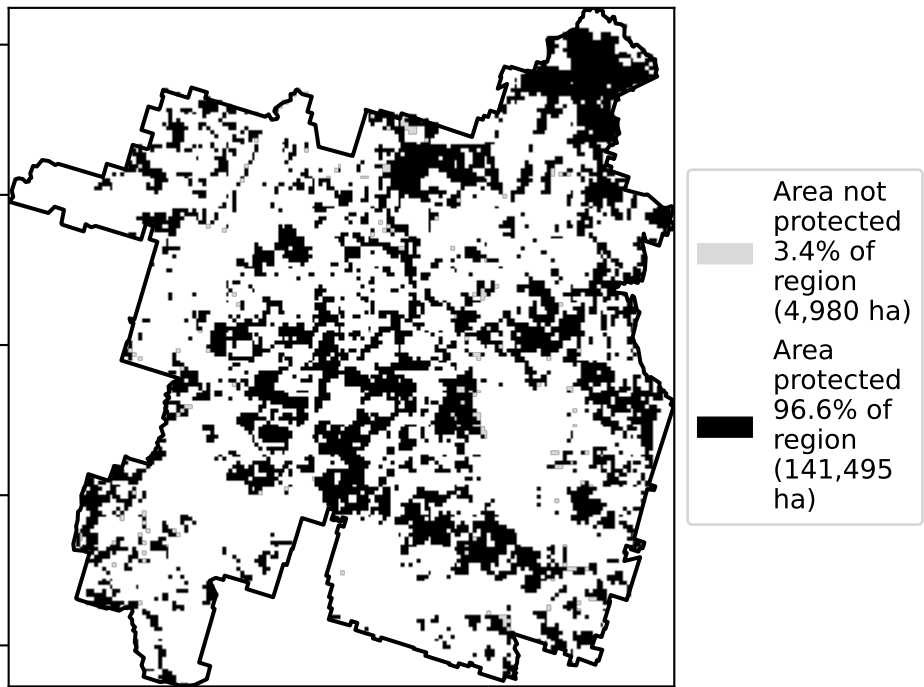 Area not
protected
3.4% of
region
(4,980 ha)
Area
protected
96.6% of
region
(141,495
ha)